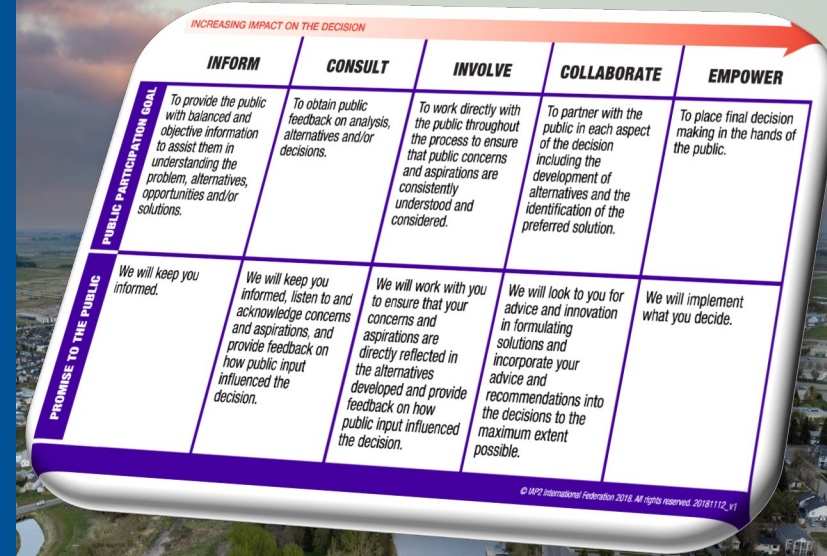 INCREASING IMPACT ON THE DECISION
INFORM
CONSULT
INVOLVE
COLLABORATE
EMPOWER
PUBLIC PARTICIPATION GOAL
To provide the public
with balanced and
objective information
to assist them in
understanding the
problem, alternatives,
opportunities and/or
solutions.
To obtain public
feedback on analysis,
alternatives and/or
decisions.
To work directly with
the public throughout
the process to ensure
that public concerns
and aspirations are
consistently
understood and
considered.
To partner with the
public in each aspect
of the decision
including the
development of
alternatives and the
identification of the
preferred solution.
To place final decision
making in the hands of
the public.
PROMISE TO THE PUBLIC
We will keep you
informed.
We will keep you
informed, listen to and
acknowledge concerns
and aspirations, and
provide feedback on
how public input
influenced the
decision.
We will work with you
to ensure that your
concerns and
aspirations are
directly reflected in
the alternatives
developed and provide
feedback on how
public input influenced
the decision.
We will look to you for
advice and innovation
in formulating
solutions and
incorporate your
advice and
recommendations into
the decisions to the
maximum extent
possible.
We will implement
what you decide.
© IAP2 International Federation 2018. All rights reserved. 20181112_v1